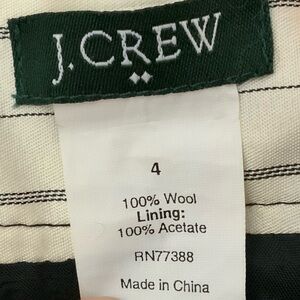 J.CREW
4
100% Wool
Lining:
100% Acetate
RN77388
Made in China